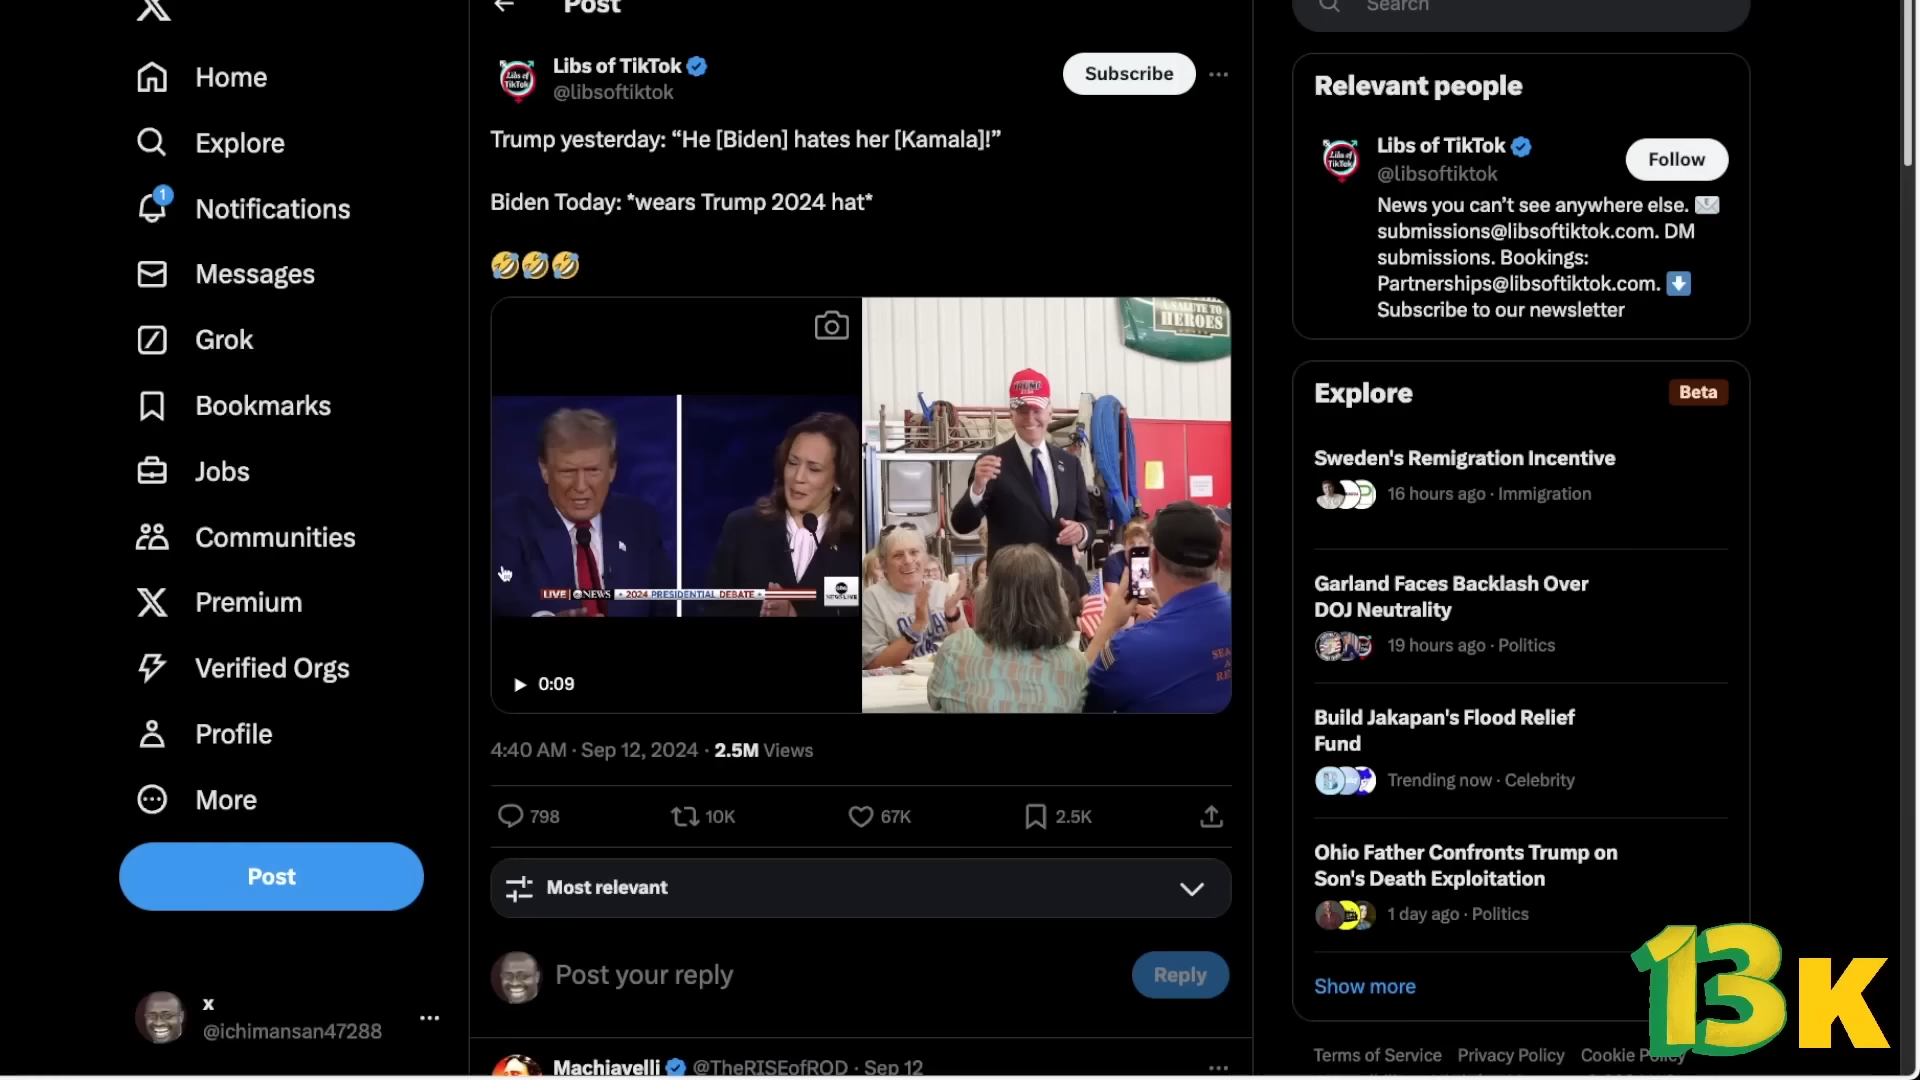 Home
Explore
1
Notifications
Messages
Grok
Bookmarks
Jobs
Communities
Premium
Verified Orgs
Profile
More
Post
x
@ichimansan47288
Post
Libs of TikTok
@libsoftiktok
Subscribe
Trump yesterday: “He [Biden] hates her [Kamala]!”
Biden Today: *wears Trump 2024 hat*
🤣🤣🤣
LIVE abc NEWS 2024 PRESIDENTIAL DEBATE
A SALUTE TO
HEROES
TRUMP
0:09
4:40 AM · Sep 12, 2024 · 2.5M Views
798 10K 67K 2.5K
Most relevant
Post your reply
Reply
Machiavelli @TheRISEofROD · Sep 12
Search
Relevant people
Libs of TikTok
@libsoftiktok
Follow
News you can’t see anywhere else. 📨
submissions@libsoftiktok.com. DM
submissions. Bookings:
Partnerships@libsoftiktok.com. ⬇️
Subscribe to our newsletter
Explore
Beta
Sweden's Remigration Incentive
16 hours ago · Immigration
Garland Faces Backlash Over
DOJ Neutrality
19 hours ago · Politics
Build Jakapan's Flood Relief
Fund
Trending now · Celebrity
Ohio Father Confronts Trump on
Son's Death Exploitation
1 day ago · Politics
Show more
Terms of Service Privacy Policy Cookie Policy
13K